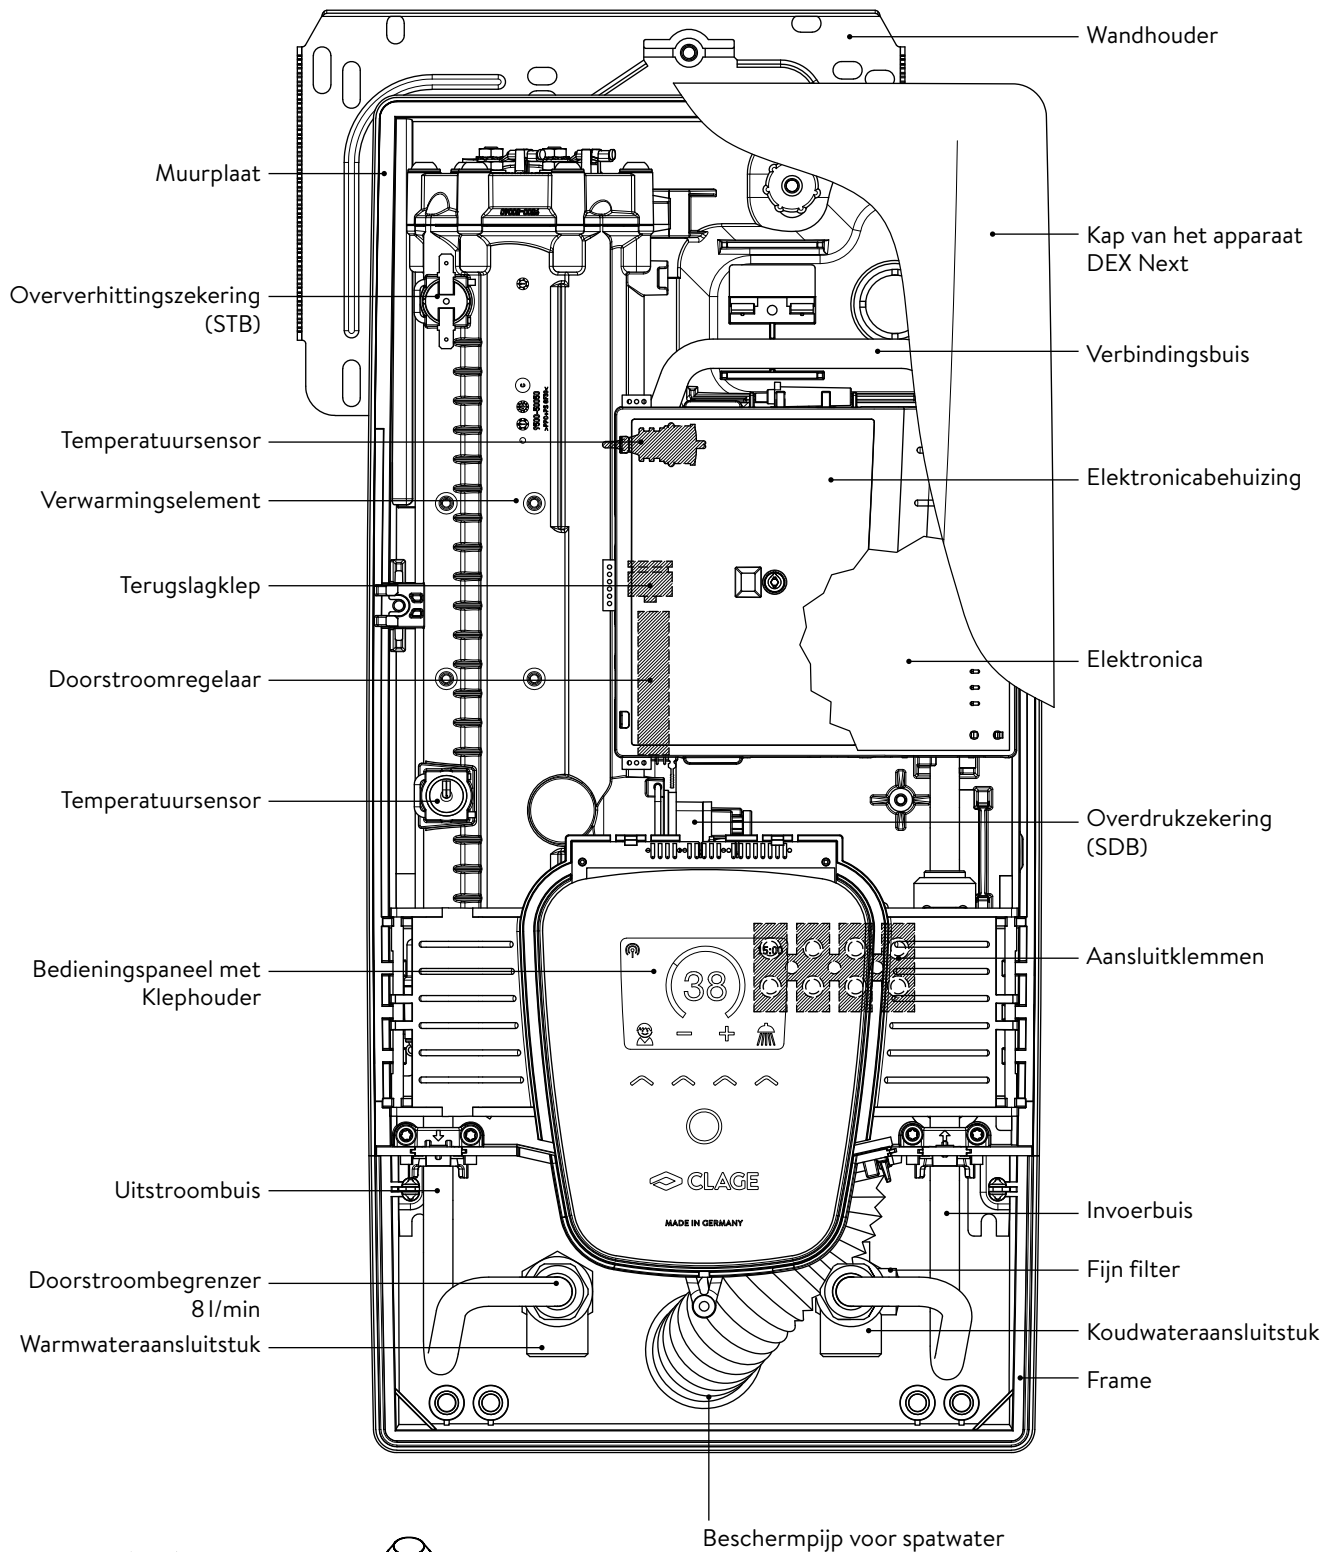 Wandhouder
Muurplaat
Kap van het apparaat
DEX Next
Oververhittingszekering
(STB)
Verbindingsbuis
Temperatuursensor
Elektronicabehuizing
Verwarmingselement
Terugslagklep
Elektronica
Doorstroomregelaar
Temperatuursensor
Overdrukzekering
(SDB)
Bedieningspaneel met
Klephouder
15:00
38
Aansluitklemmen
CLAGE
MADE IN GERMANY
Uitstroombuis
Invoerbuis
Doorstroombegrenzer
8 l/min
Fijn filter
Warmwateraansluitstuk
Koudwateraansluitstuk
Frame
Beschermpijp voor spatwater